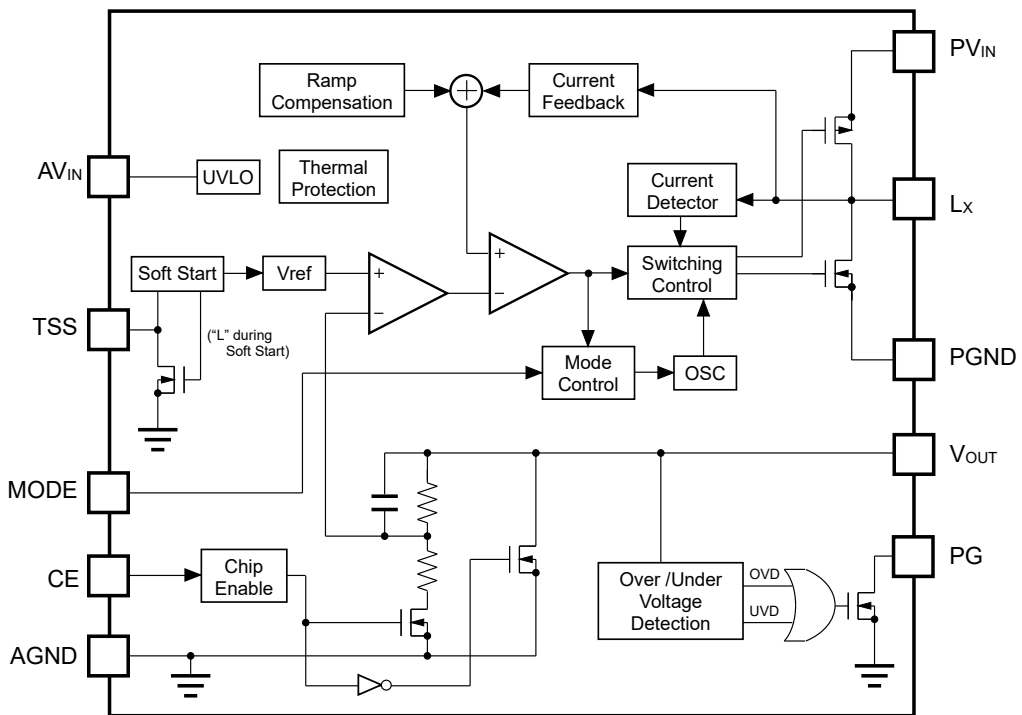 PVIN
Ramp
Compensation
+
Current
Feedback
AVIN
UVLO
Thermal
Protection
Current
Detector
LX
Soft Start
Vref
+
−
+
−
Switching
Control
TSS
("L" during
Soft Start)
Mode
Control
OSC
PGND
VOUT
MODE
PG
CE
Chip
Enable
Over /Under
Voltage
Detection
OVD
UVD
AGND